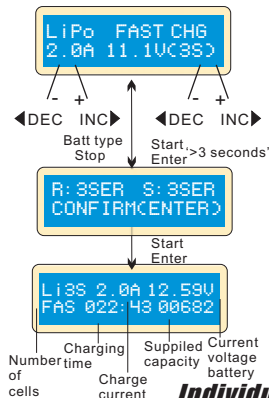 LiPo FAST CHG
2.0A 11.1V(3S)
- + - +
◀DEC INC▶ ◀DEC INC▶
Batt type
Stop
Start
Enter
>3 seconds
R: 3SER S: 3SER
CONFIRM(ENTER)
Start
Enter
Li3S 2.0A 12.59V
FAS 022:43 00682
Number
of
cells
Charging
time
Charge
current
Suppiled
capacity
Current
voltage
battery